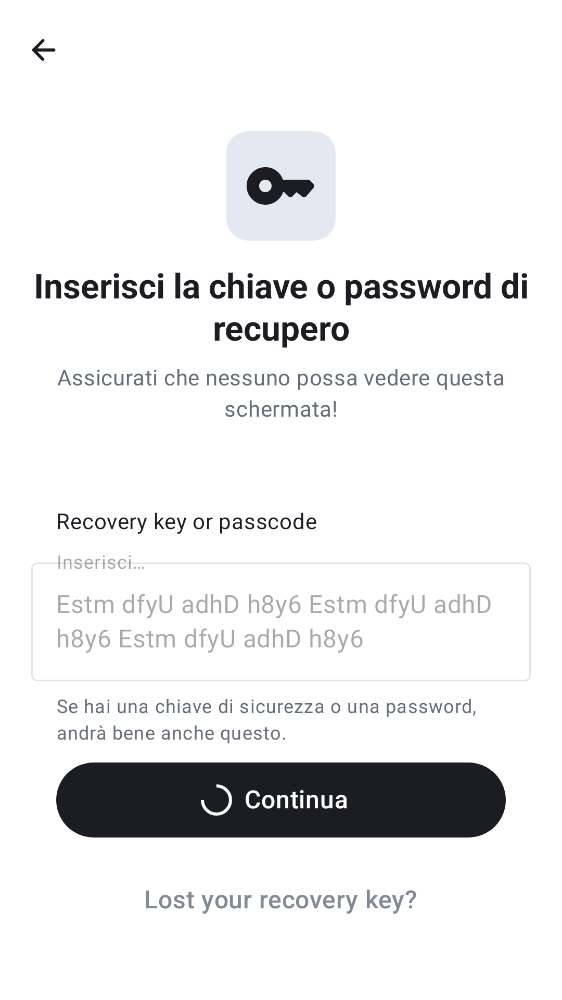 Inserisci la chiave o password di
recupero
Assicurati che nessuno possa vedere questa
schermata!
Recovery key or passcode
Inserisci…
Estm dfyU adhD h8y6 Estm dfyU adhD
h8y6 Estm dfyU adhD h8y6
Se hai una chiave di sicurezza o una password,
andrà bene anche questo.
Continua
Lost your recovery key?